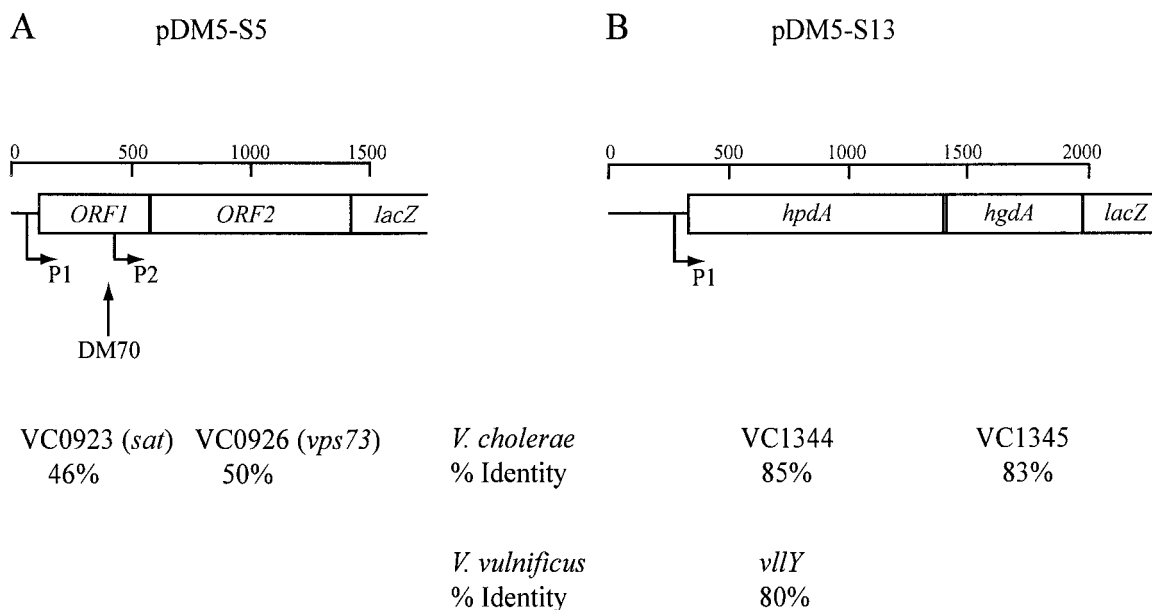 A pDM5-S5
0 500 1000 1500
ORF1 ORF2 lacZ
P1 P2
DM70
VC0923 (sat) VC0926 (vps73)
46% 50%
B pDM5-S13
0 500 1000 1500 2000
hpdA hgdA lacZ
P1
V. cholerae VC1344 VC1345
% Identity 85% 83%
V. vulnificus vllY
% Identity 80%